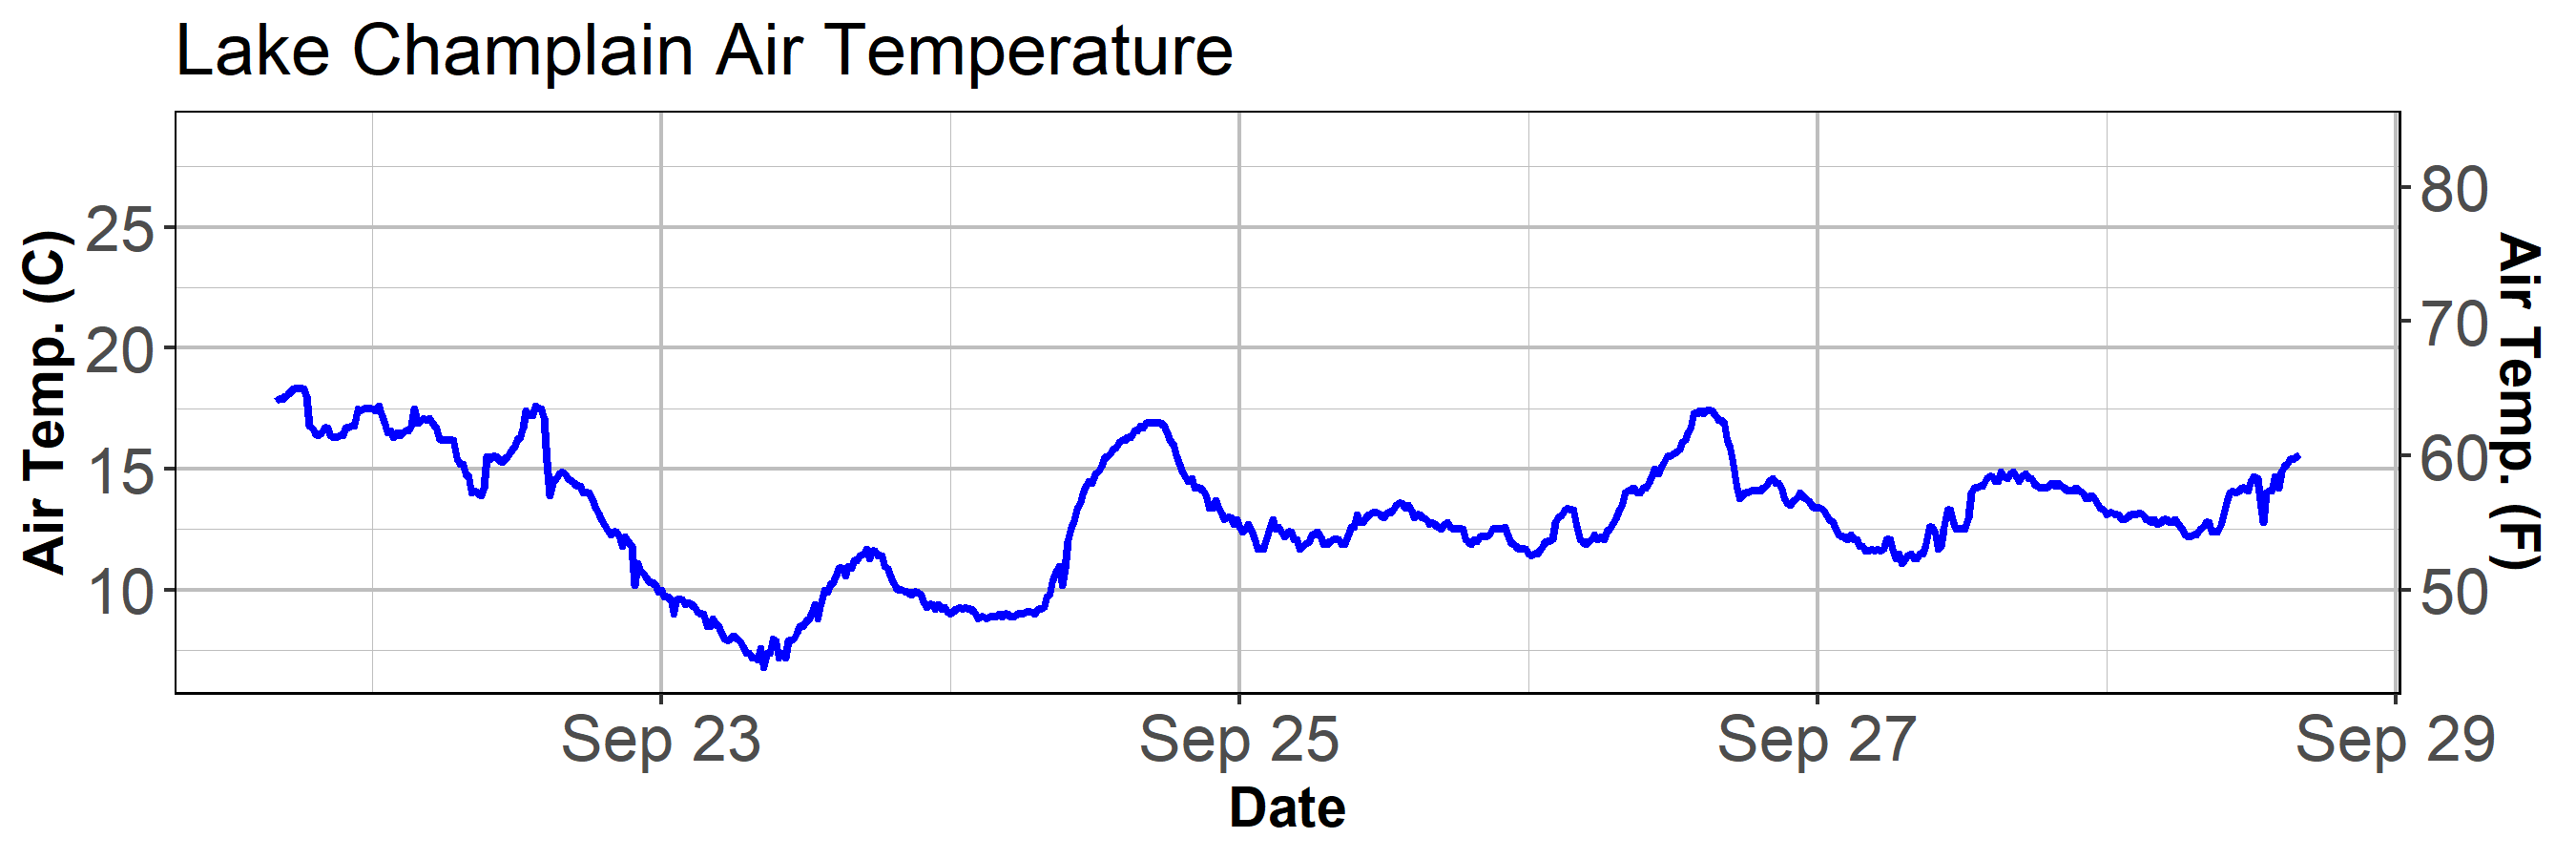 Lake Champlain Air Temperature
Air Temp. (C)
25
20
15
10
80
70
60
50
Air Temp. (F)
Sep 23
Sep 25
Sep 27
Sep 29
Date